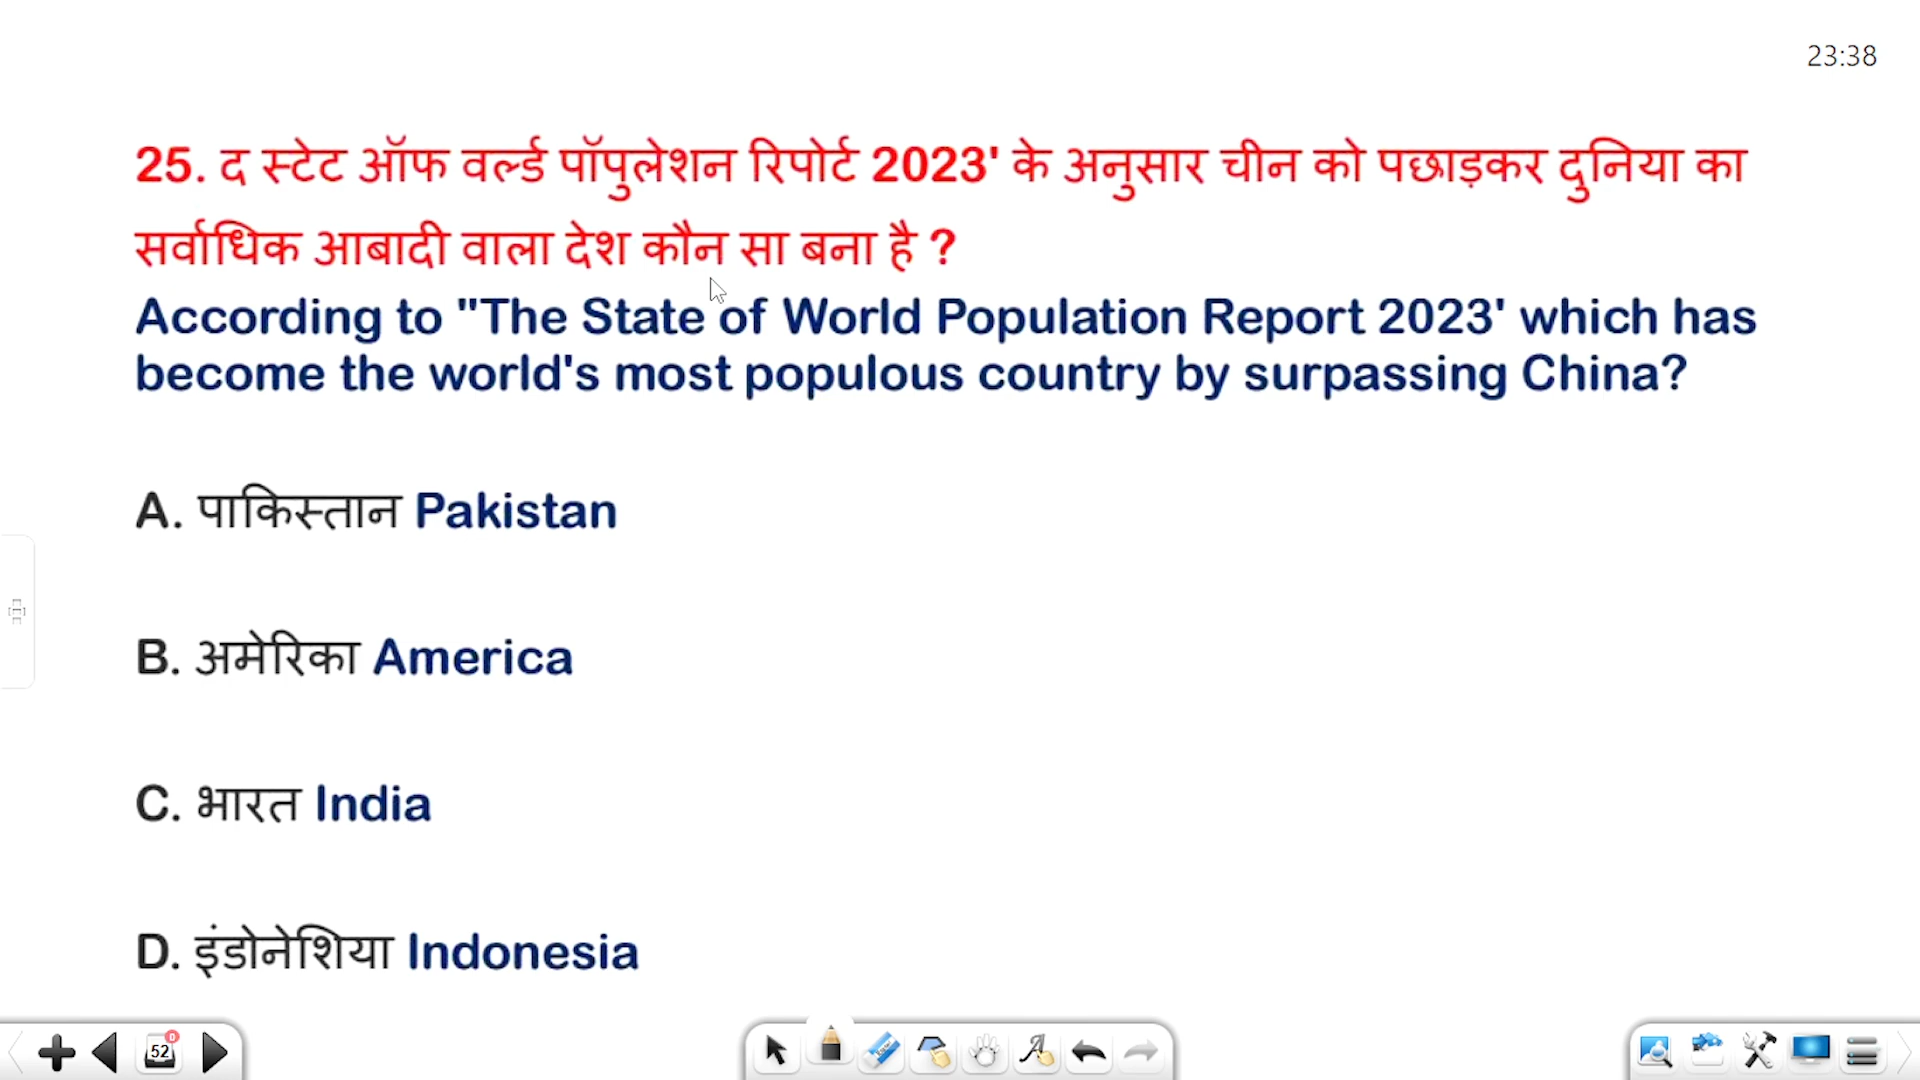 23:38
25. द स्टेट ऑफ वर्ल्ड पॉपुलेशन रिपोर्ट 2023' के अनुसार चीन को पछाड़कर दुनिया का
सर्वाधिक आबादी वाला देश कौन सा बना है ?
According to "The State of World Population Report 2023' which has
become the world's most populous country by surpassing China?
A. पाकिस्तान Pakistan
B. अमेरिका America
C. भारत India
D. इंडोनेशिया Indonesia
52